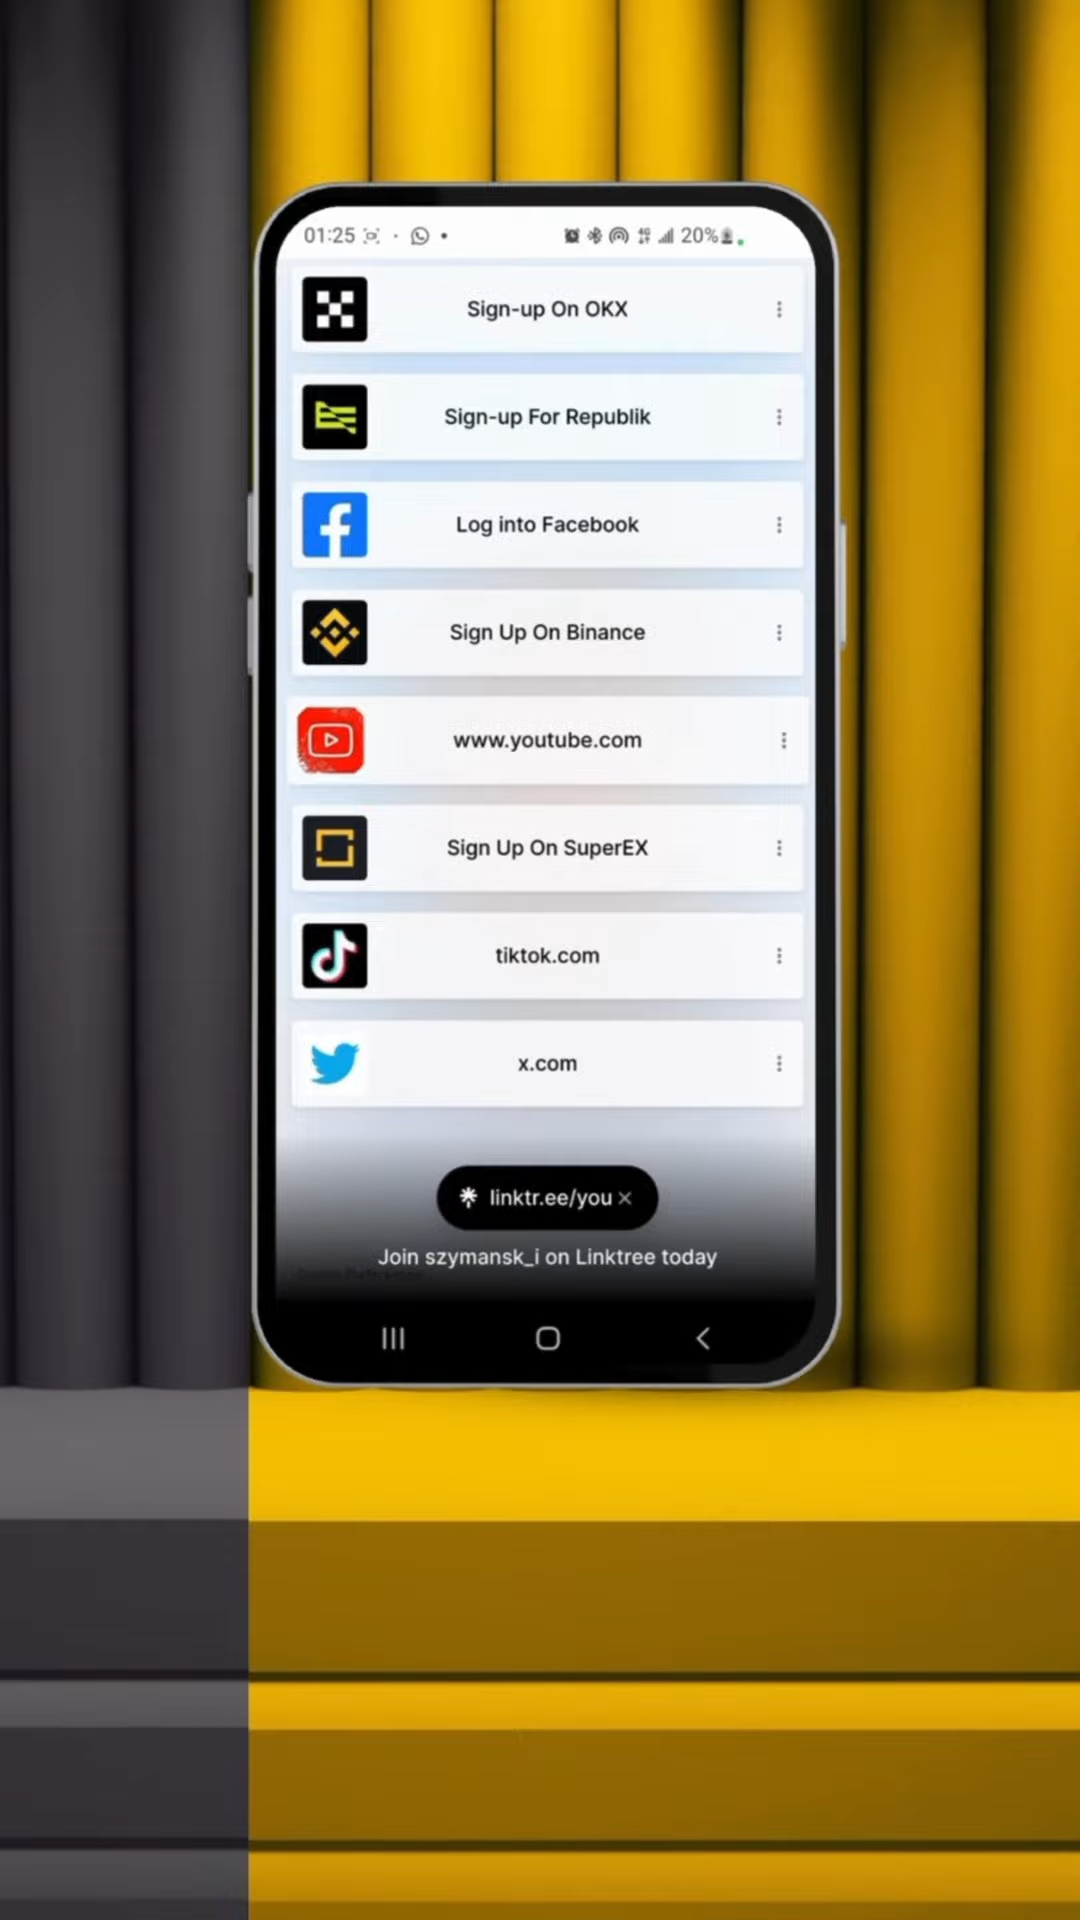 01:25
4G
20%
Sign-up On OKX
Sign-up For Republik
Log into Facebook
Sign Up On Binance
www.youtube.com
Sign Up On SuperEX
tiktok.com
x.com
linktr.ee/you
Join szymansk_i on Linktree today